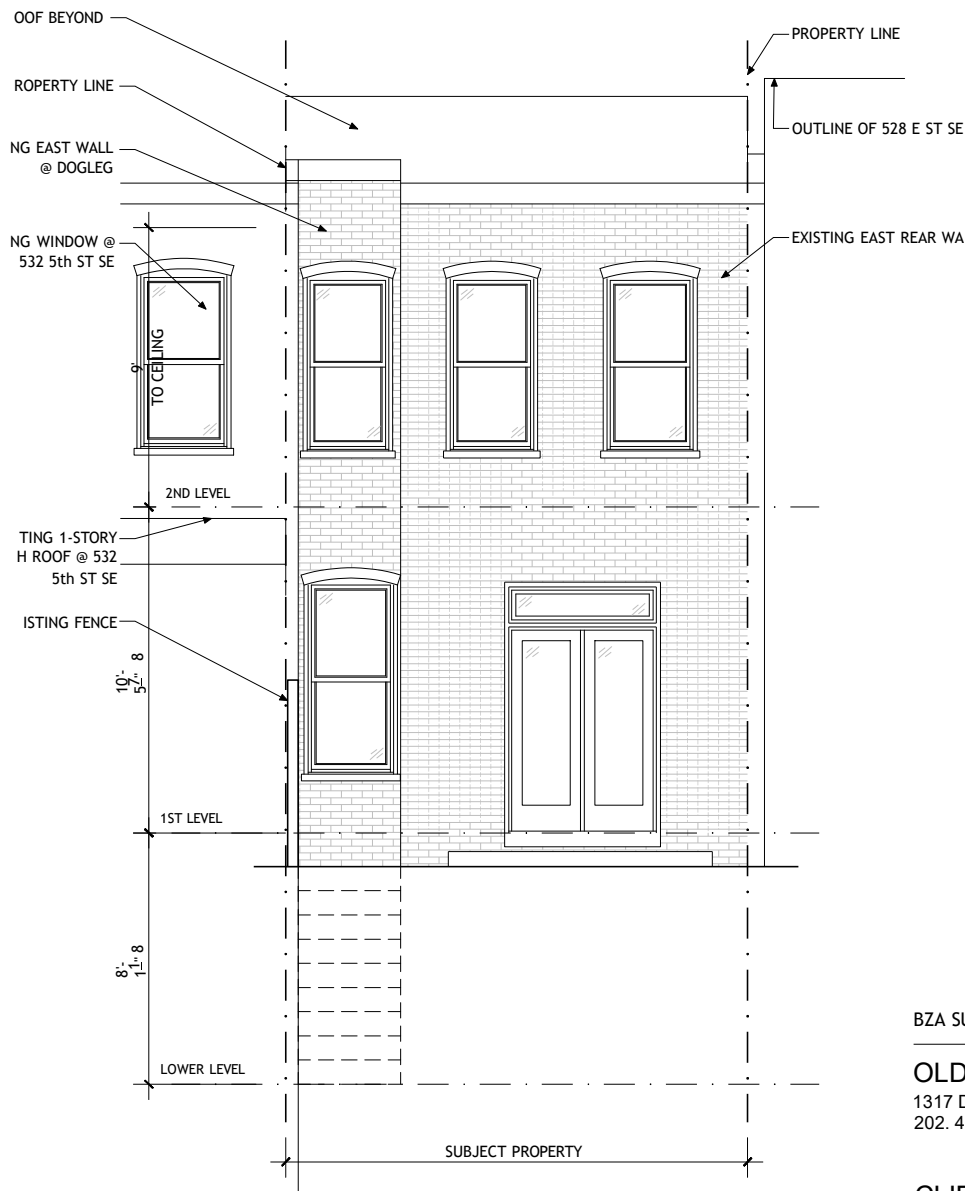 OOF BEYOND
PROPERTY LINE
ROPERTY LINE
OUTLINE OF 528 E ST SE
NG EAST WALL
@ DOGLEG
NG WINDOW @
532 5th ST SE
EXISTING EAST REAR WA
9'
TO CEILING
2ND LEVEL
TING 1-STORY
H ROOF @ 532
5th ST SE
ISTING FENCE
10'-
5 7" 8
1ST LEVEL
8'-
1 1" 8
LOWER LEVEL
SUBJECT PROPERTY
BZA SU
OLD
1317 D
202. 4